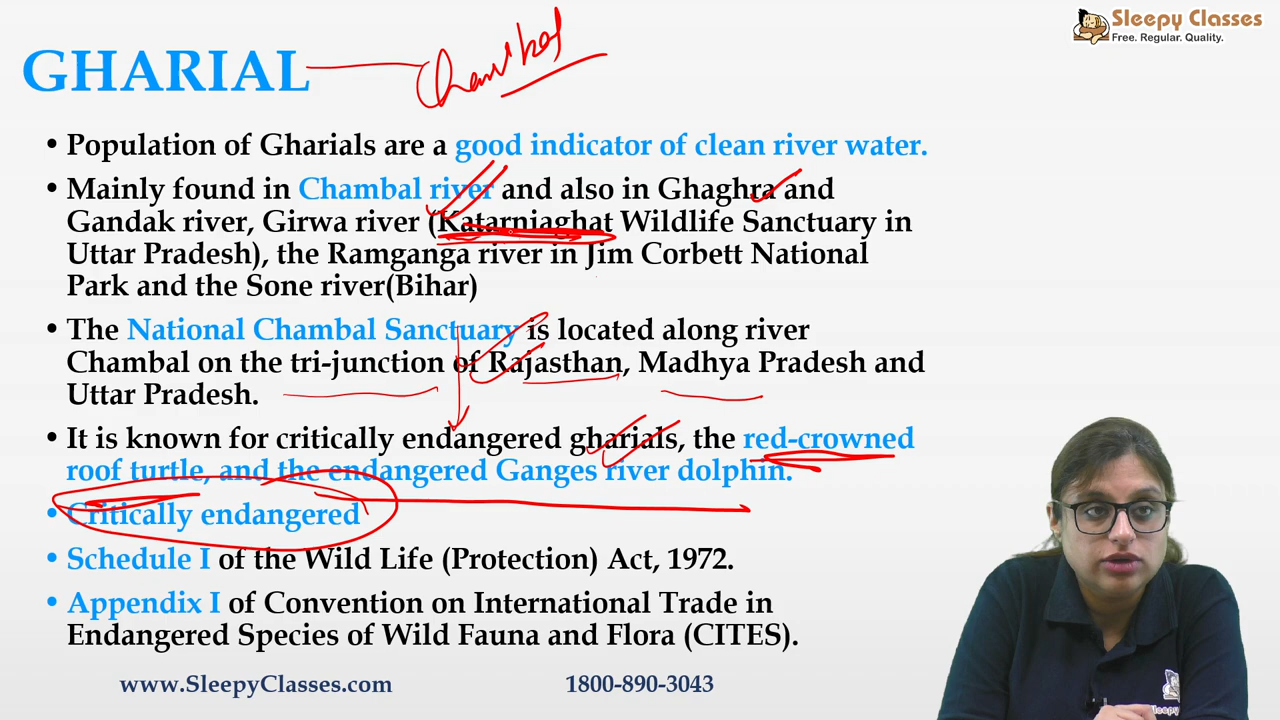 Sleepy Classes
Free. Regular. Quality.
GHARIAL
Chambal
• Population of Gharials are a good indicator of clean river water.
• Mainly found in Chambal river and also in Ghaghra and
Gandak river, Girwa river (Katarniaghat Wildlife Sanctuary in
Uttar Pradesh), the Ramganga river in Jim Corbett National
Park and the Sone river(Bihar)
• The National Chambal Sanctuary is located along river
Chambal on the tri-junction of Rajasthan, Madhya Pradesh and
Uttar Pradesh.
• It is known for critically endangered gharials, the red-crowned
roof turtle, and the endangered Ganges river dolphin.
• Critically endangered
• Schedule I of the Wild Life (Protection) Act, 1972.
• Appendix I of Convention on International Trade in
Endangered Species of Wild Fauna and Flora (CITES).
www.SleepyClasses.com
1800-890-3043